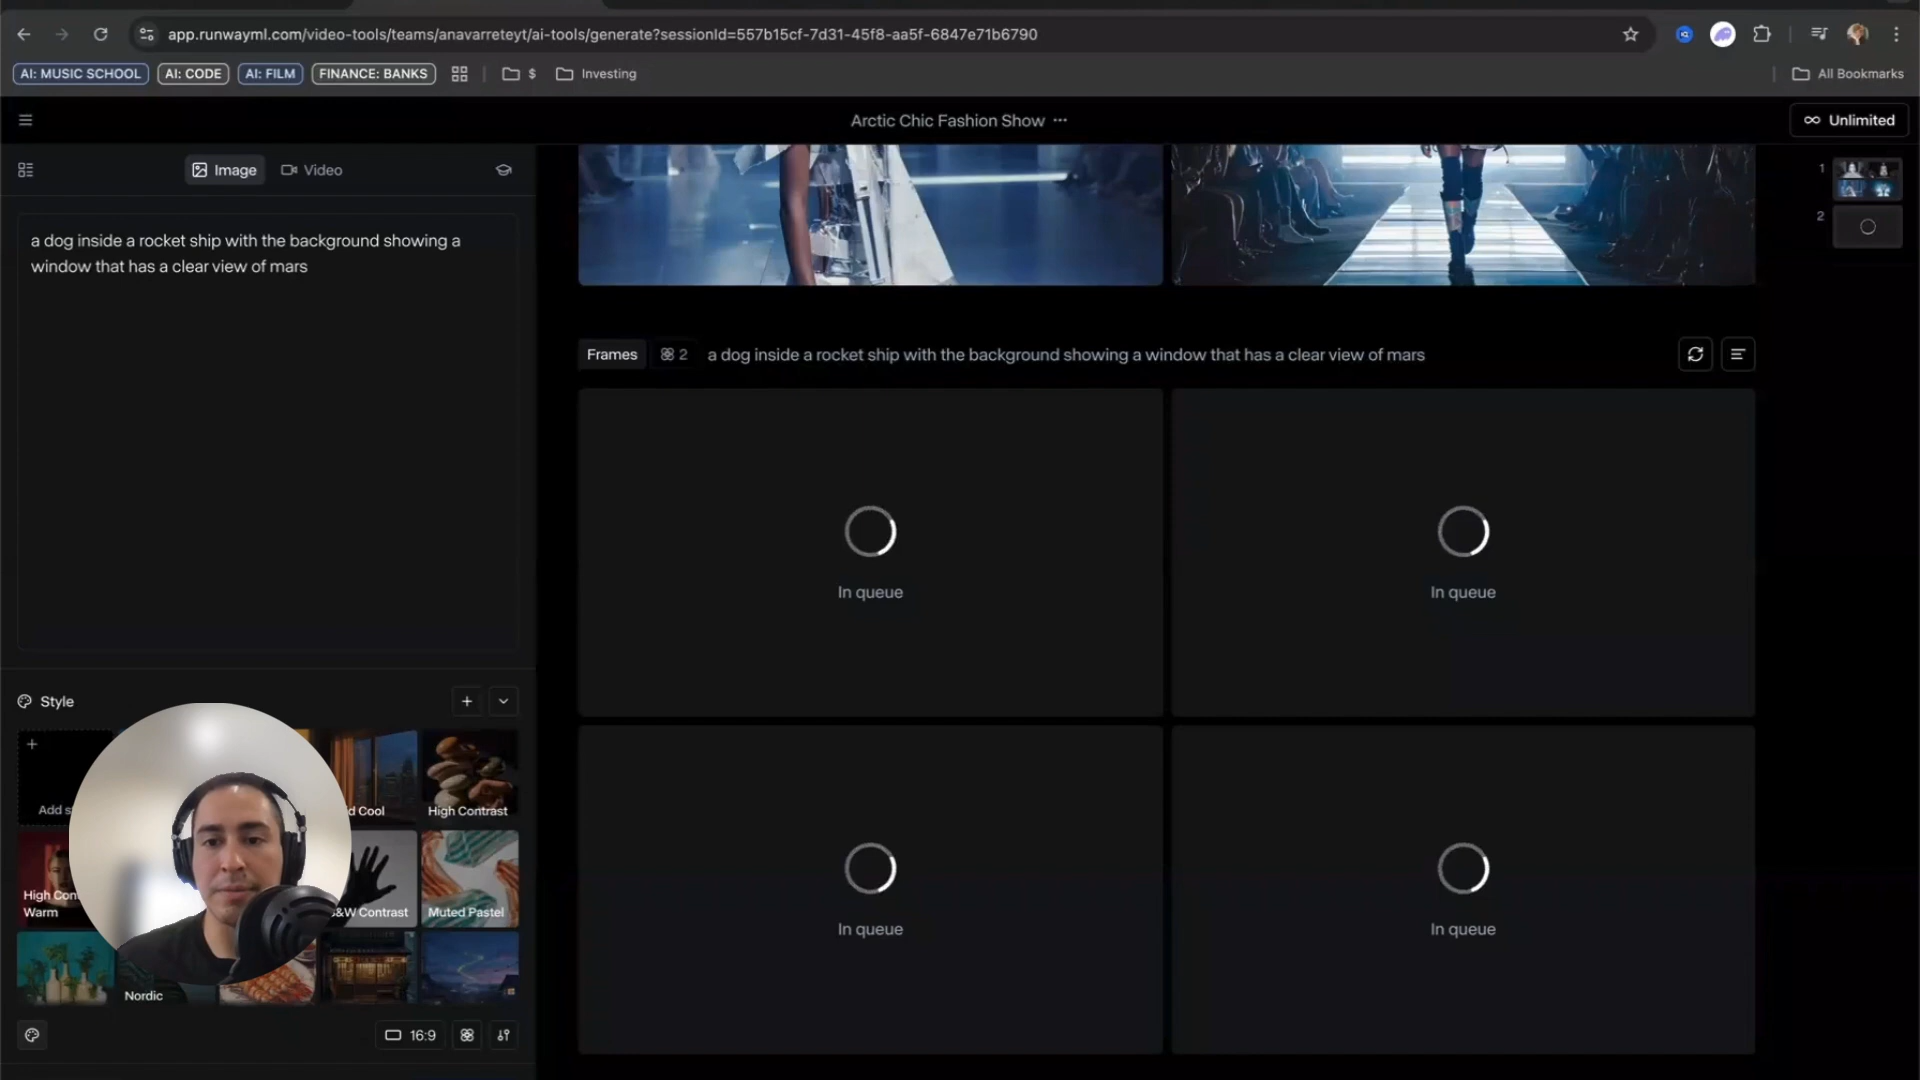 app.runwayml.com/video-tools/teams/anavarreteyt/ai-tools/generate?sessionId=557b15cf-7d31-45f8-aa5f-6847e71b6790
AI: MUSIC SCHOOL AI: CODE AI: FILM FINANCE: BANKS $ Investing All Bookmarks
Arctic Chic Fashion Show ··· Unlimited
Image Video
1
2
a dog inside a rocket ship with the background showing a
window that has a clear view of mars
Frames 2 a dog inside a rocket ship with the background showing a window that has a clear view of mars
In queue In queue
In queue In queue
Style
Add
Cool
High Contrast
High
Warm
Contrast
Muted Pastel
Nordic
16:9